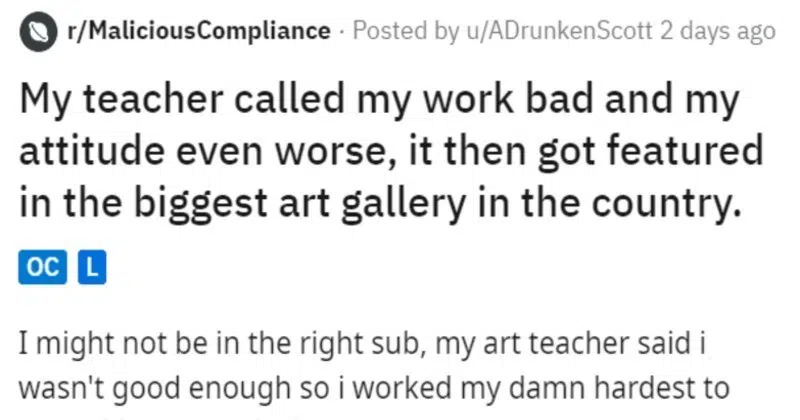 r/MaliciousCompliance · Posted by u/ADrunkenScott 2 days ago
My teacher called my work bad and my
attitude even worse, it then got featured
in the biggest art gallery in the country.
OC L
I might not be in the right sub, my art teacher said i
wasn't good enough so i worked my damn hardest to